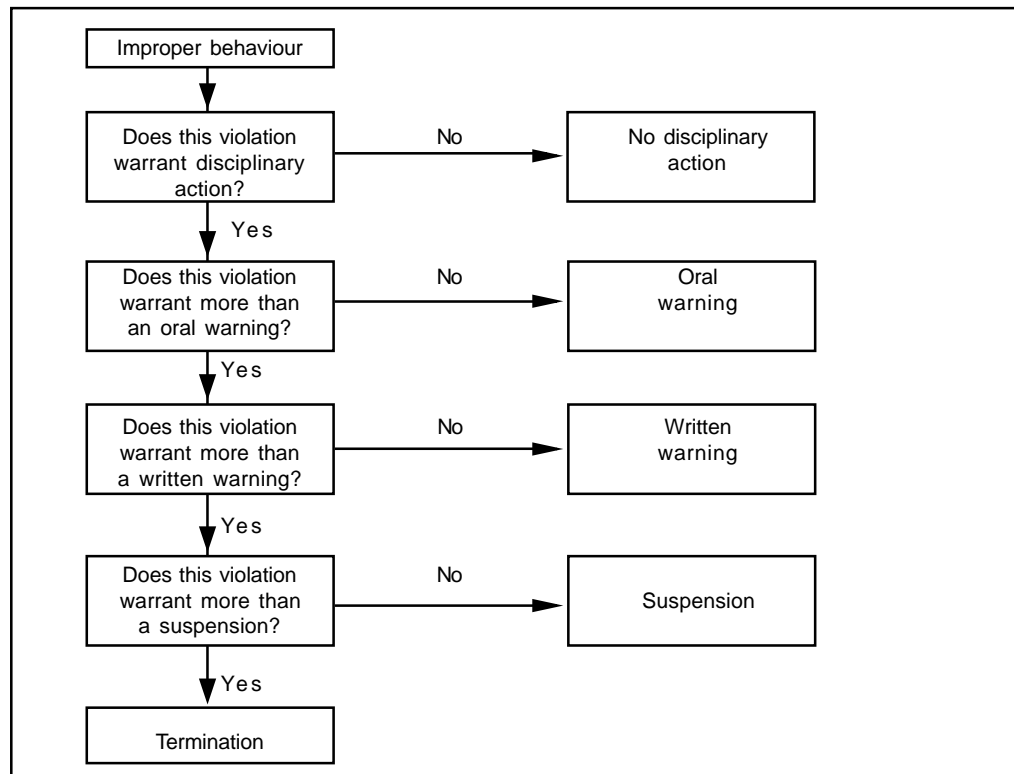 Improper behaviour
Does this violation
warrant disciplinary
action?
No
No disciplinary
action
Yes
Does this violation
warrant more than
an oral warning?
No
Oral
warning
Yes
Does this violation
warrant more than
a written warning?
No
Written
warning
Yes
Does this violation
warrant more than
a suspension?
No
Suspension
Yes
Termination